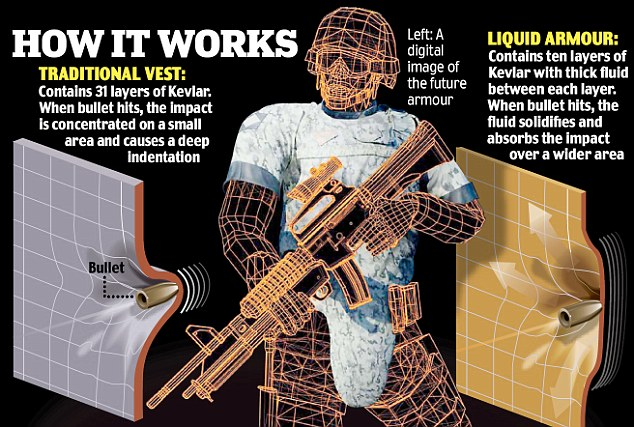 HOW IT WORKS
TRADITIONAL VEST:
Contains 31 layers of Kevlar.
When bullet hits, the impact
is concentrated on a small
area and causes a deep
indentation
Bullet
Left: A
digital
image of
the future
armour
LIQUID ARMOUR:
Contains ten layers of
Kevlar with thick fluid
between each layer.
When bullet hits, the
fluid solidifies and
absorbs the impact
over a wider area